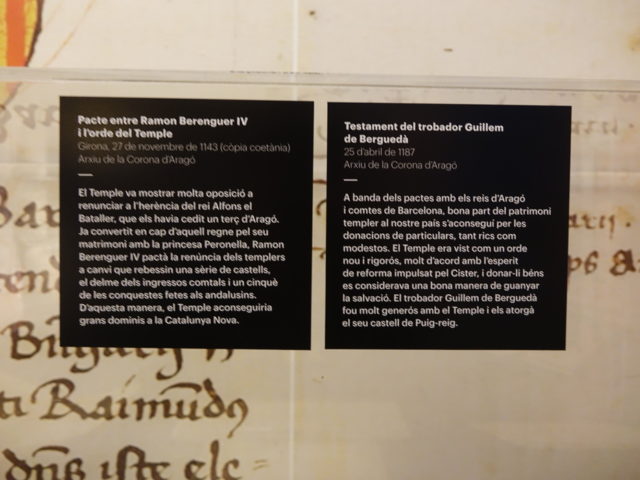 Pacte entre Ramon Berenguer IV
i l'orde del Temple
Girona, 27 de novembre de 1143 (còpia coetània)
Arxiu de la Corona d'Aragó
El Temple va mostrar molta oposició a
renunciar a l'herència del rei Alfons el
Bataller, que els havia cedit un terç d'Aragó.
Ja convertit en cap d'aquell regne pel seu
matrimoni amb la princesa Peronella, Ramon
Berenguer IV pactà la renúncia dels templers
a canvi que rebessin una sèrie de castells,
el delme dels ingressos comtals i un cinquè
de les conquestes fetes als andalusins.
D'aquesta manera, el Temple aconseguiria
grans dominis a la Catalunya Nova.
Testament del trobador Guillem
de Berguedà
25 d'abril de 1187
Arxiu de la Corona d'Aragó
A banda dels pactes amb els reis d'Aragó
i comtes de Barcelona, bona part del patrimoni
templer al nostre país s'aconseguí per les
donacions de particulars, tant rics com
modestos. El Temple era vist com un orde
nou i rigorós, molt d'acord amb l'esperit
de reforma impulsat pel Cister, i donar-li béns
es considerava una bona manera de guanyar
la salvació. El trobador Guillem de Berguedà
fou molt generós amb el Temple i els atorgà
el seu castell de Puig-reig.
ti Raimūdo
dn̄s iste ele